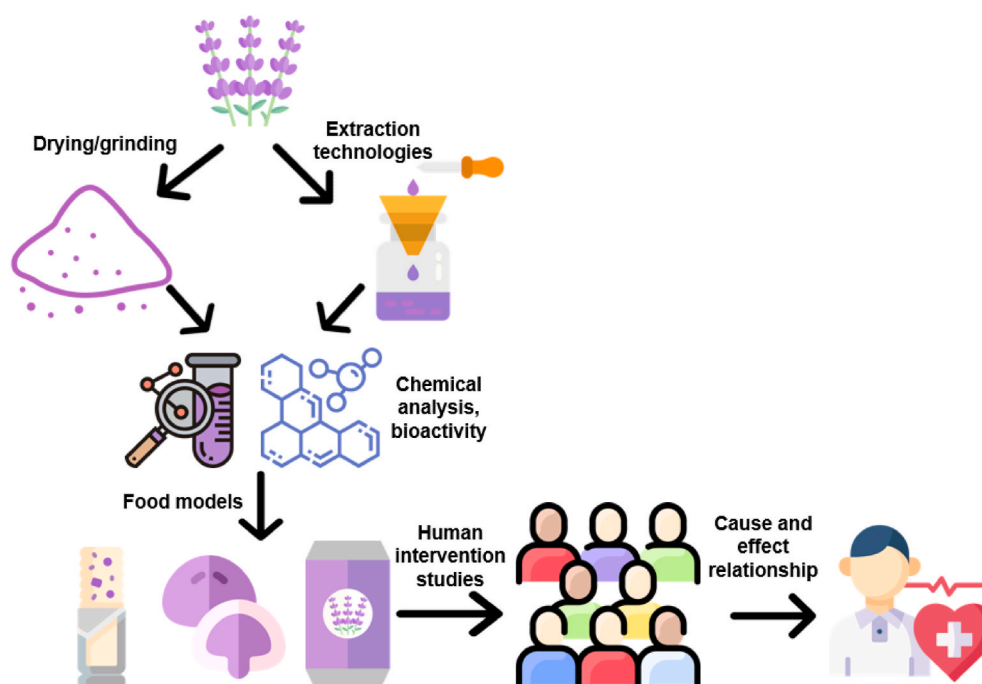 Drying/grinding
Extraction
technologies
Chemical
analysis,
bioactivity
Food models
Human
intervention
studies
Cause and
effect
relationship